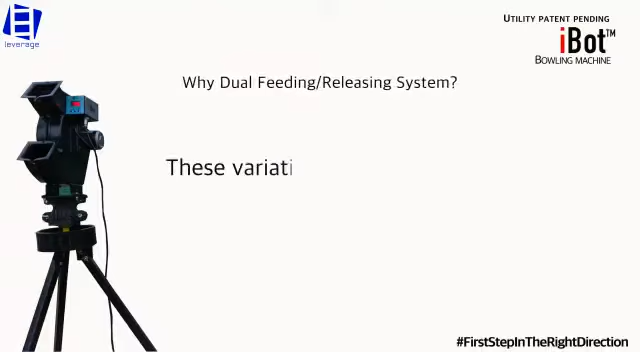 leverage
UTILITY PATENT PENDING
iBot™
BOWLING MACHINE
Why Dual Feeding/Releasing System?
These variati
#FirstStepInTheRightDirection